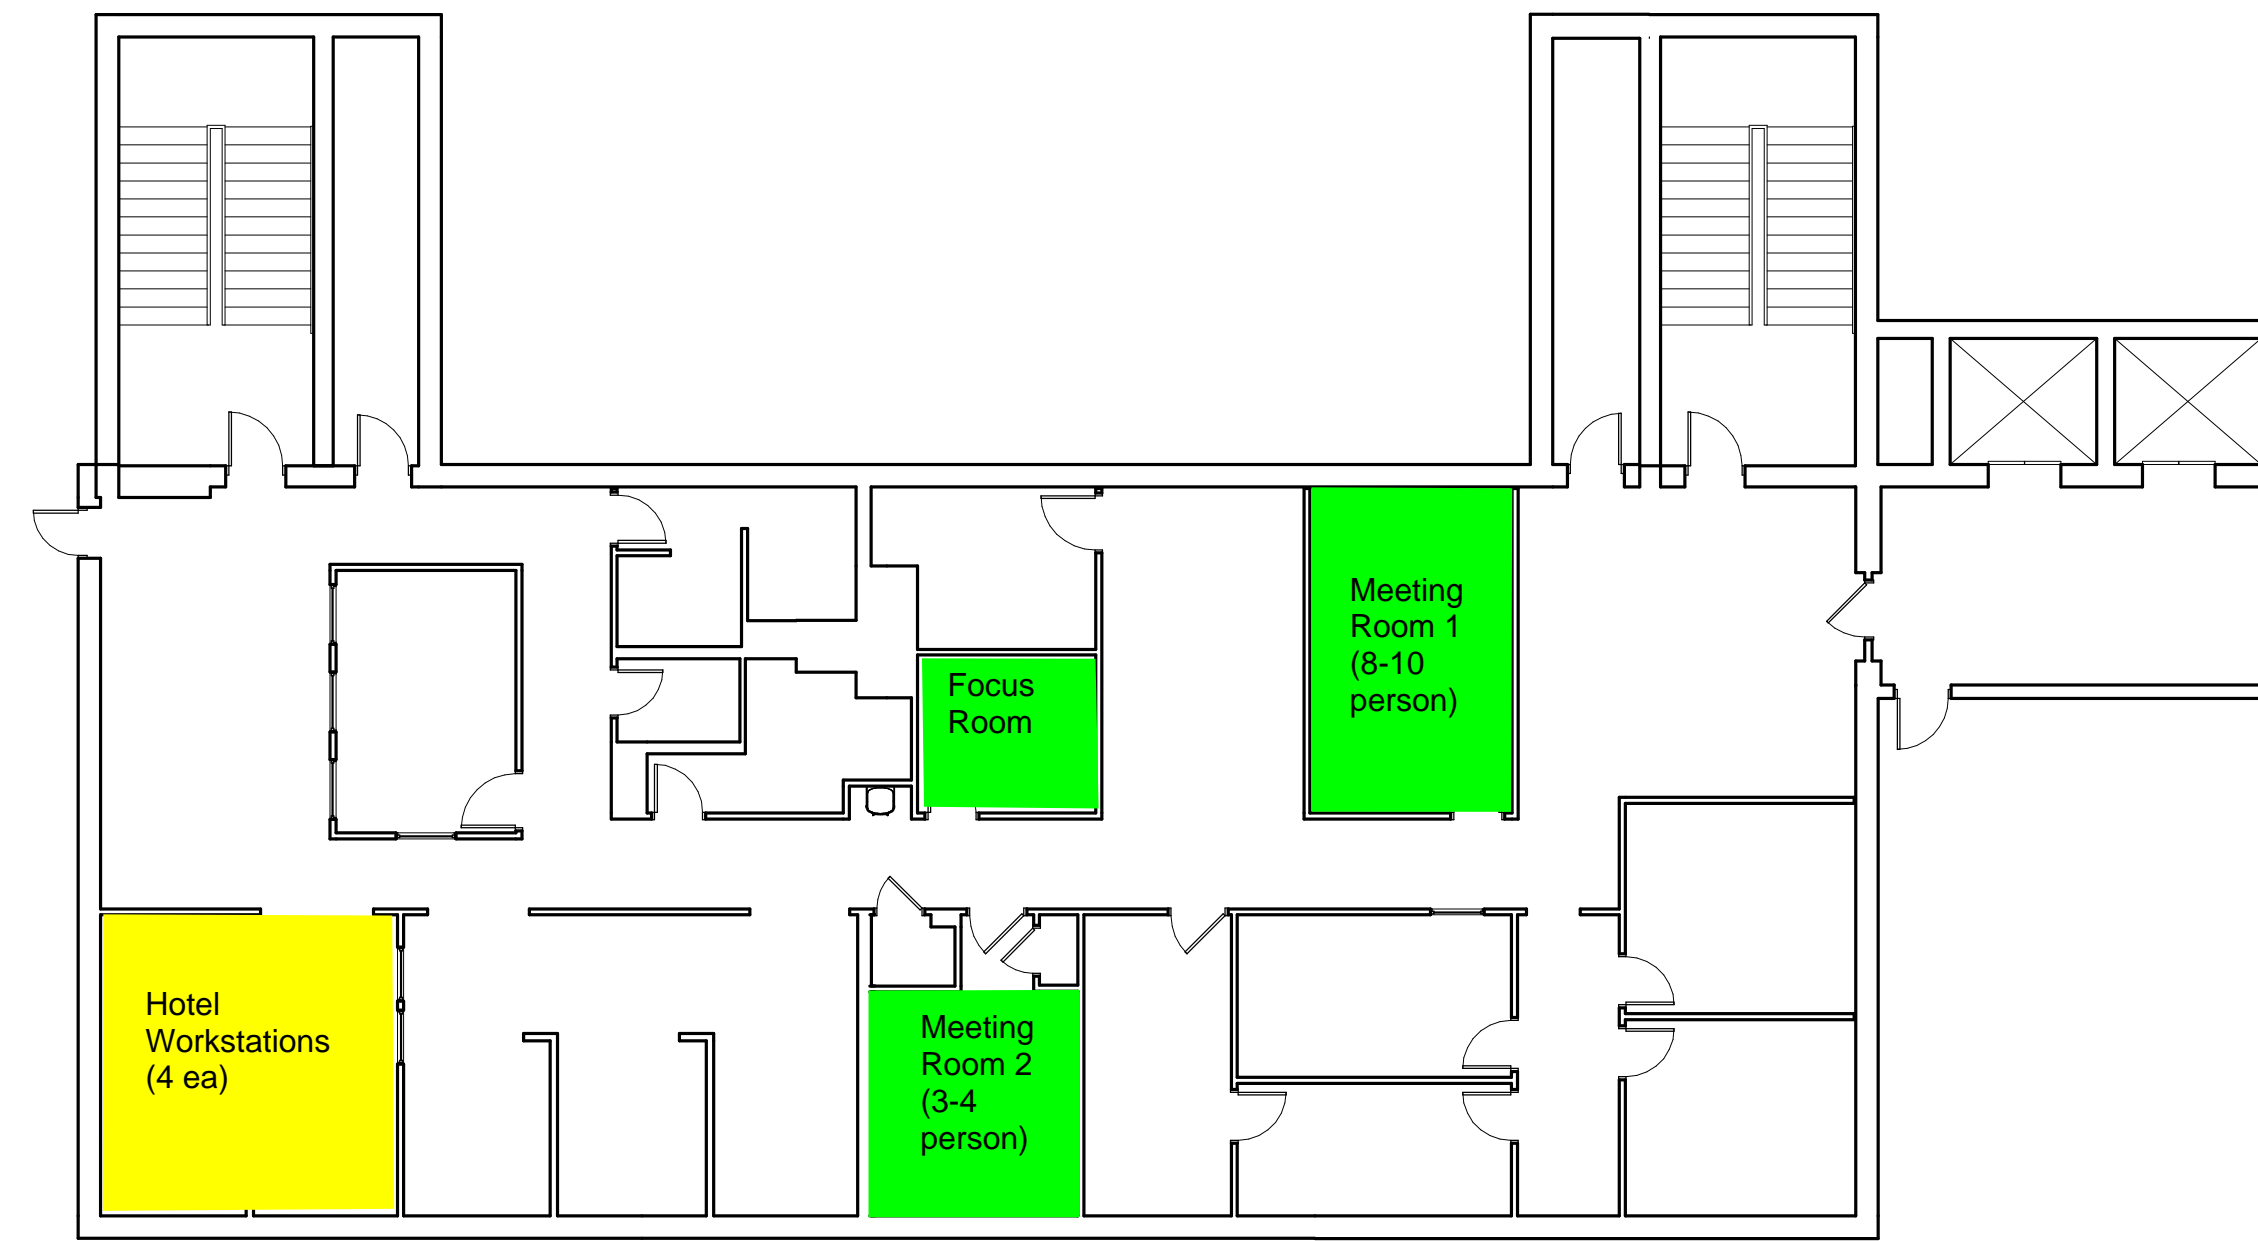 Meeting
Room 1
(8-10
person)
Focus
Room
Hotel
Workstations
(4 ea)
Meeting
Room 2
(3-4
person)